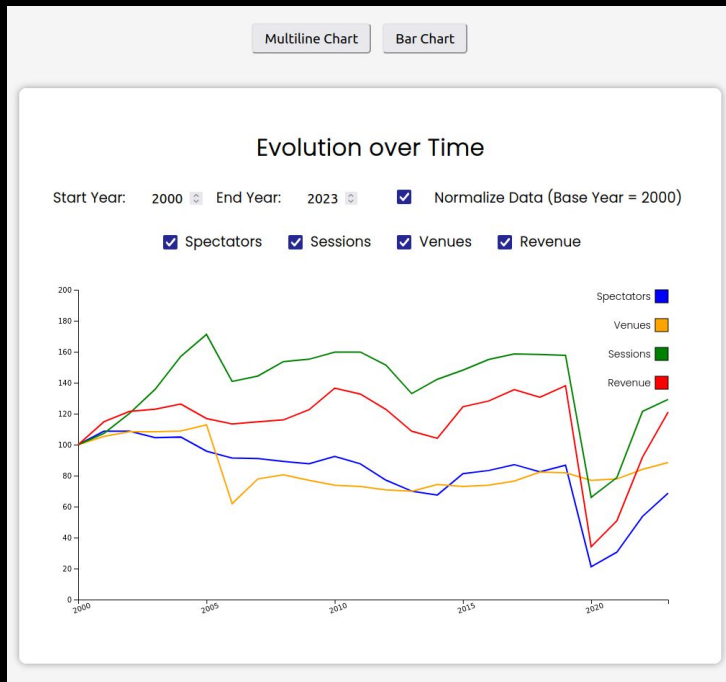 Multiline Chart Bar Chart
Evolution over Time
Start Year: 2000 End Year: 2023 Normalize Data (Base Year = 2000)
Spectators Sessions Venues Revenue
200
180
160
140
120
100
80
60
40
20
0
Spectators
Venues
Sessions
Revenue
2000 2005 2010 2015 2020